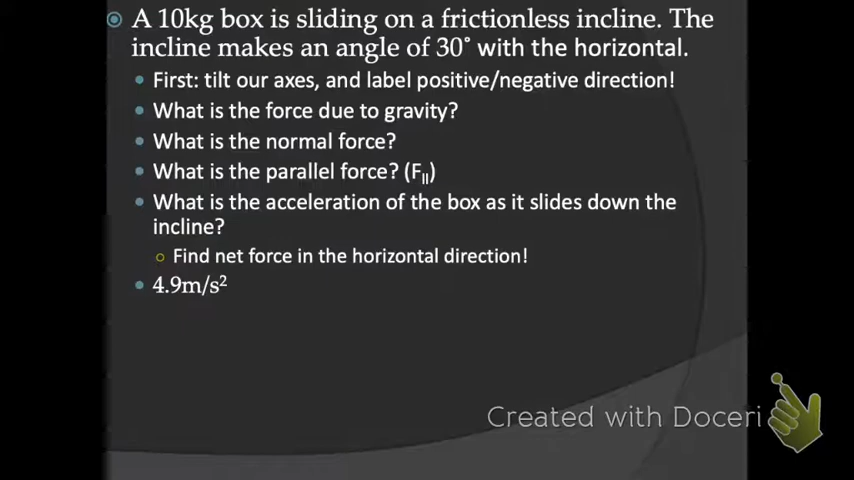 A 10kg box is sliding on a frictionless incline. The
incline makes an angle of 30˚ with the horizontal.
First: tilt our axes, and label positive/negative direction!
What is the force due to gravity?
What is the normal force?
What is the parallel force? (F||)
What is the acceleration of the box as it slides down the
incline?
Find net force in the horizontal direction!
4.9m/s²
Created with Doceri